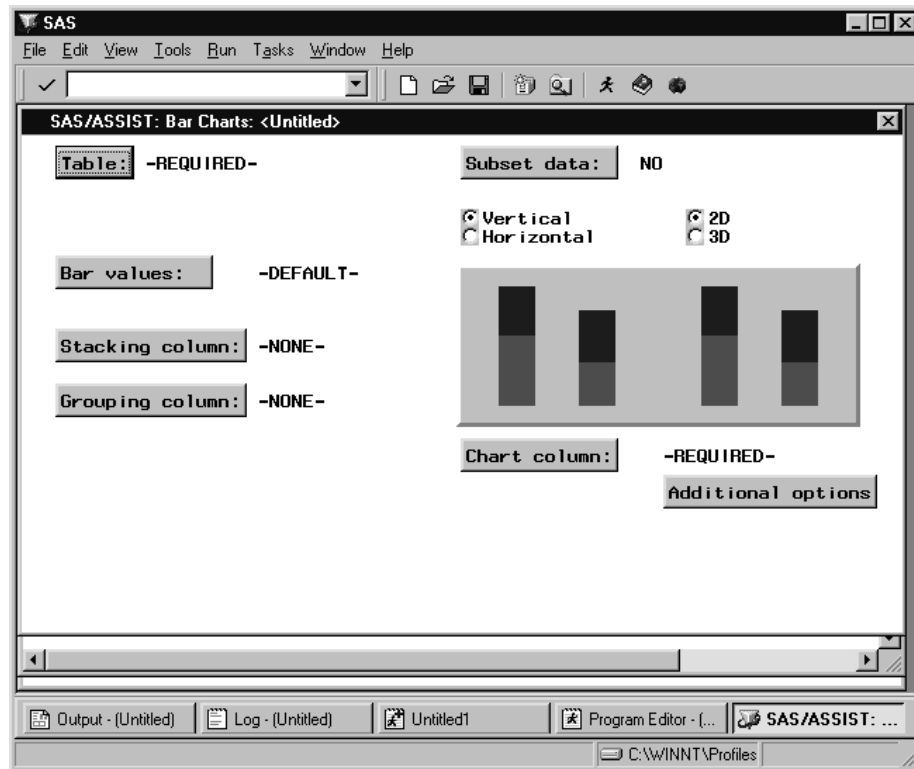 SAS
File Edit View Tools Run Tasks Window Help
SAS/ASSIST: Bar Charts: <Untitled>
Table: -REQUIRED-
Subset data: NO
Vertical 2D
Horizontal 3D
Bar values: -DEFAULT-
Stacking column: -NONE-
Grouping column: -NONE-
Chart column: -REQUIRED-
Additional options
Output - (Untitled) Log - (Untitled) Untitled1 Program Editor - (... SAS/ASSIST: ...
C:\WINNT\Profiles